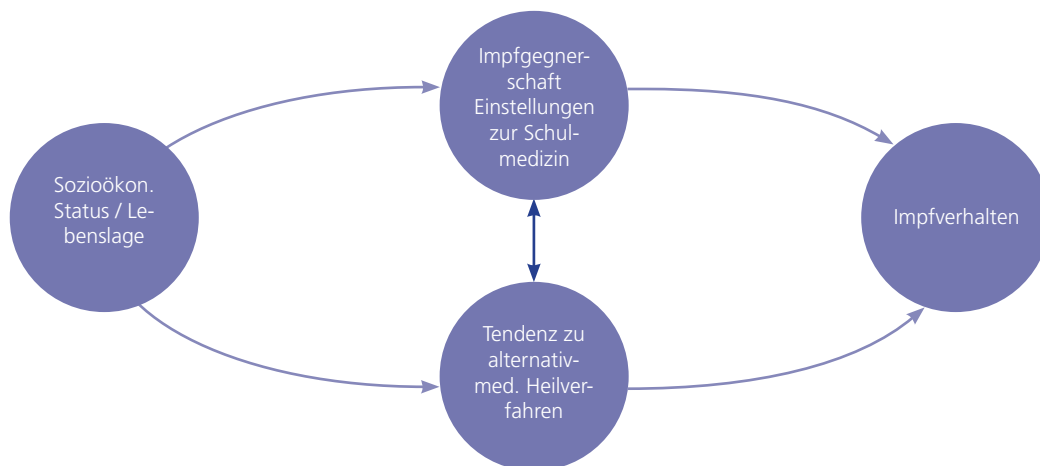 Sozioökon.
Status / Le-
benslage
Impfgegner-
schaft
Einstellungen
zur Schul-
medizin
Tendenz zu
alternativ-
med. Heilver-
fahren
Impfverhalten